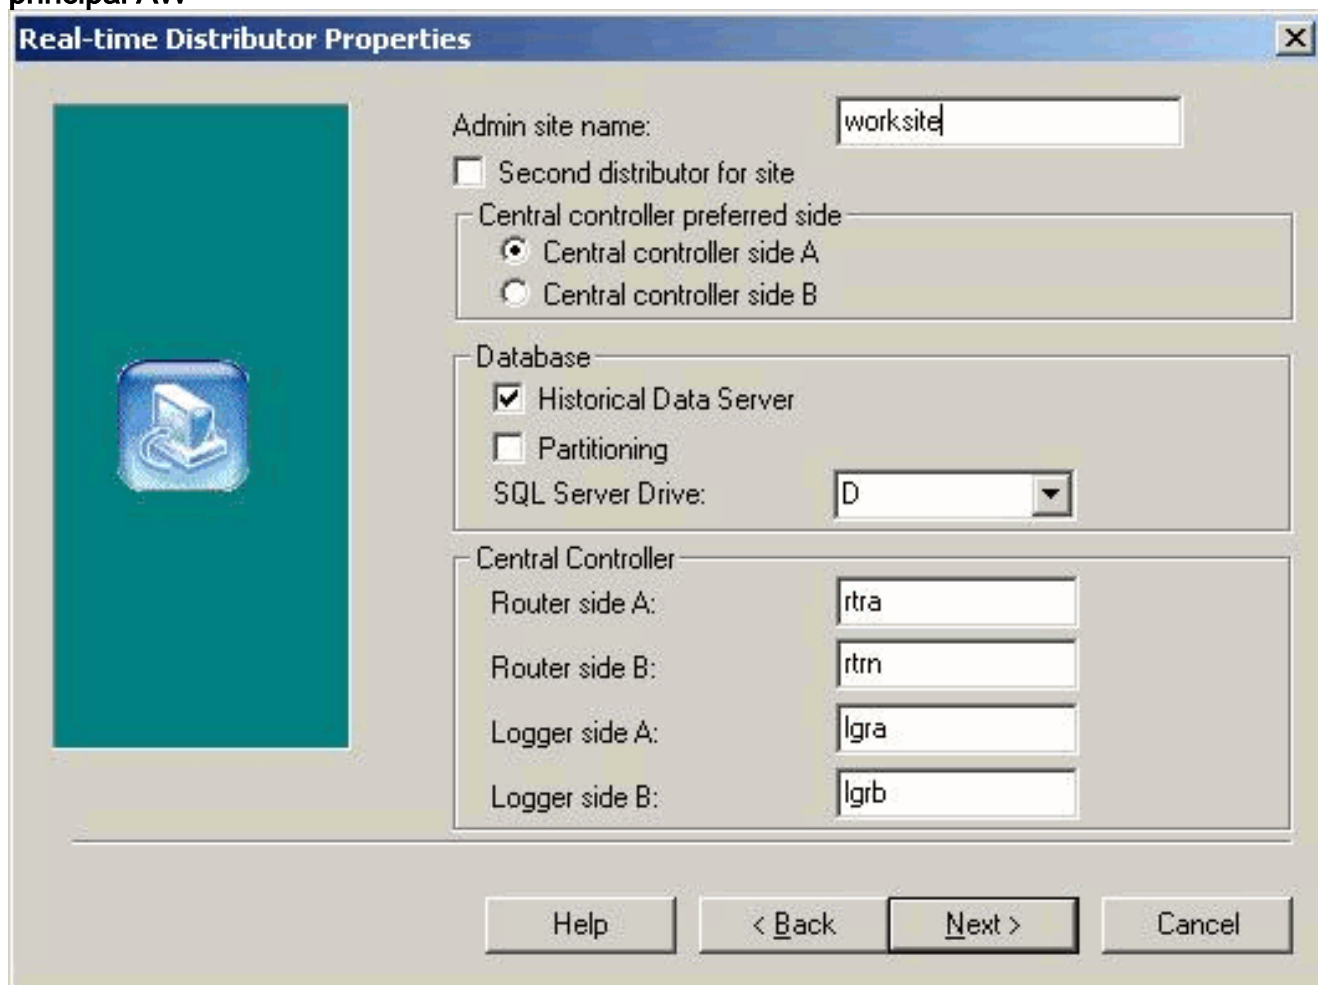 principal AW
Real-time Distributor Properties
Admin site name: worksite
Second distributor for site
Central controller preferred side
Central controller side A
Central controller side B
Database
Historical Data Server
Partitioning
SQL Server Drive: D
Central Controller
Router side A: rtra
Router side B: rtrn
Logger side A: lgra
Logger side B: lgrb
Help < Back Next > Cancel